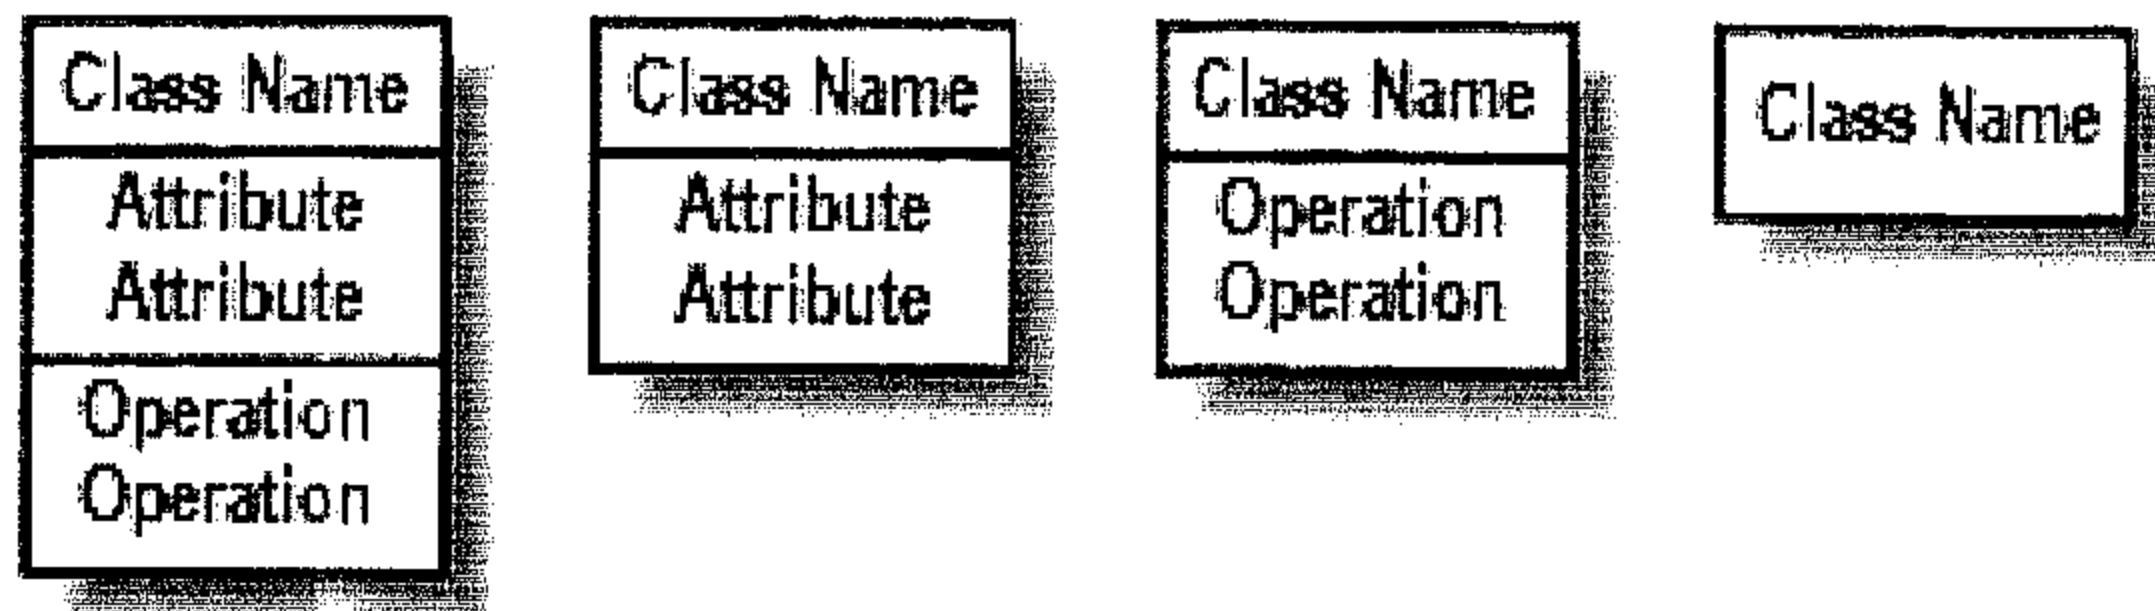 Class Name
Attribute
Attribute
Operation
Operation
Class Name
Attribute
Attribute
Class Name
Operation
Operation
Class Name